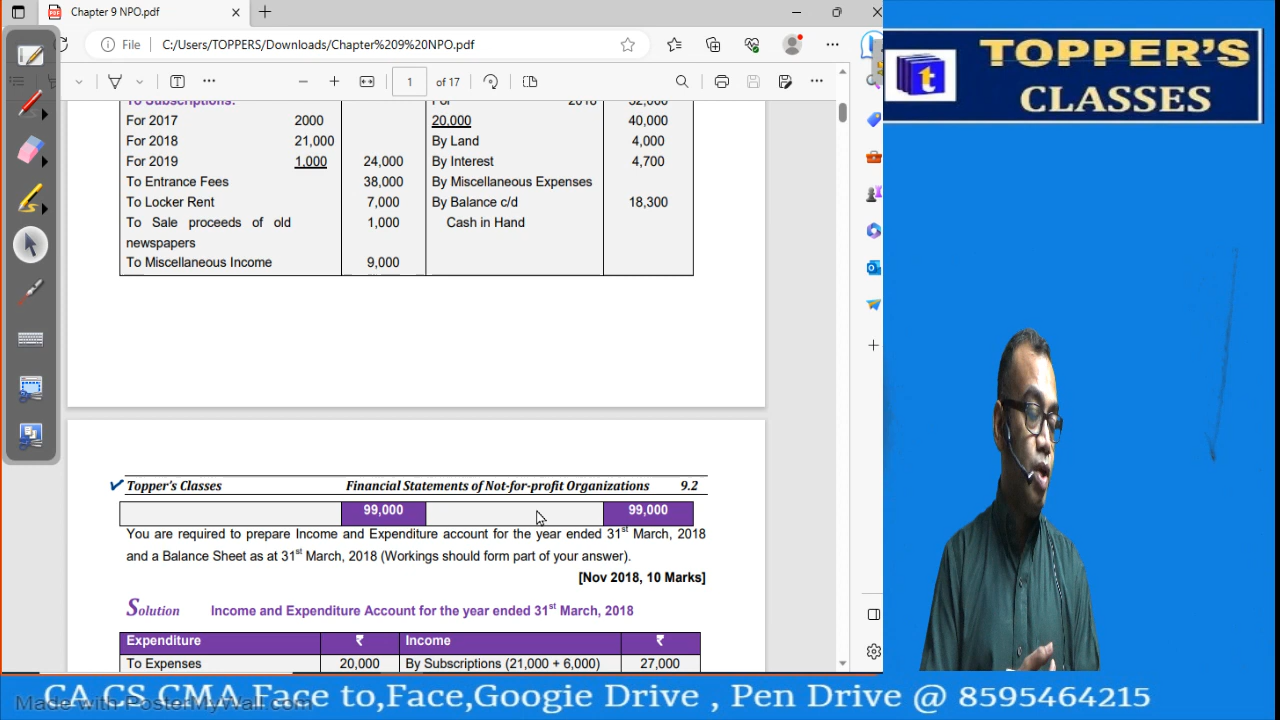 Chapter 9 NPO.pdf
File C:/Users/TOPPERS/Downloads/Chapter%209%20NPO.pdf
1 of 17
TOPPER'S
CLASSES
t
To Subscriptions: For 2018 32,000
For 2017 2000 20,000 40,000
For 2018 21,000 By Land 4,000
For 2019 1,000 24,000 By Interest 4,700
To Entrance Fees 38,000 By Miscellaneous Expenses
To Locker Rent 7,000 By Balance c/d 18,300
To Sale proceeds of old 1,000 Cash in Hand
newspapers
To Miscellaneous Income 9,000
Topper's Classes Financial Statements of Not-for-profit Organizations 9.2
99,000 99,000
You are required to prepare Income and Expenditure account for the year ended 31st March, 2018
and a Balance Sheet as at 31st March, 2018 (Workings should form part of your answer).
[Nov 2018, 10 Marks]
Solution Income and Expenditure Account for the year ended 31st March, 2018
Expenditure ₹ Income ₹
To Expenses 20,000 By Subscriptions (21,000 + 6,000) 27,000
CA,CS,CMA,Face to,Face,Googie Drive , Pen Drive @ 8595464215
Made with PosterMyWall.com